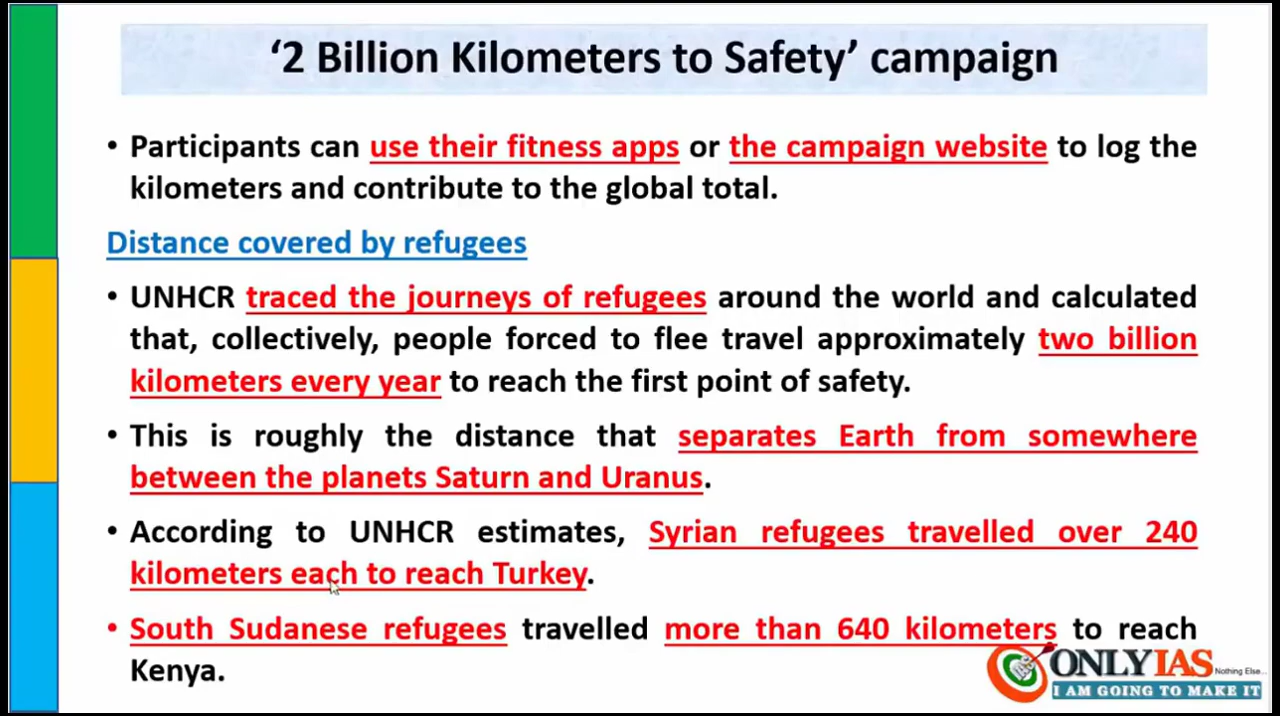 ‘2 Billion Kilometers to Safety’ campaign
• Participants can use their fitness apps or the campaign website to log the
kilometers and contribute to the global total.
Distance covered by refugees
• UNHCR traced the journeys of refugees around the world and calculated
that, collectively, people forced to flee travel approximately two billion
kilometers every year to reach the first point of safety.
• This is roughly the distance that separates Earth from somewhere
between the planets Saturn and Uranus.
• According to UNHCR estimates, Syrian refugees travelled over 240
kilometers each to reach Turkey.
• South Sudanese refugees travelled more than 640 kilometers to reach
Kenya.
ONLYIAS Nothing Else...
I AM GOING TO MAKE IT